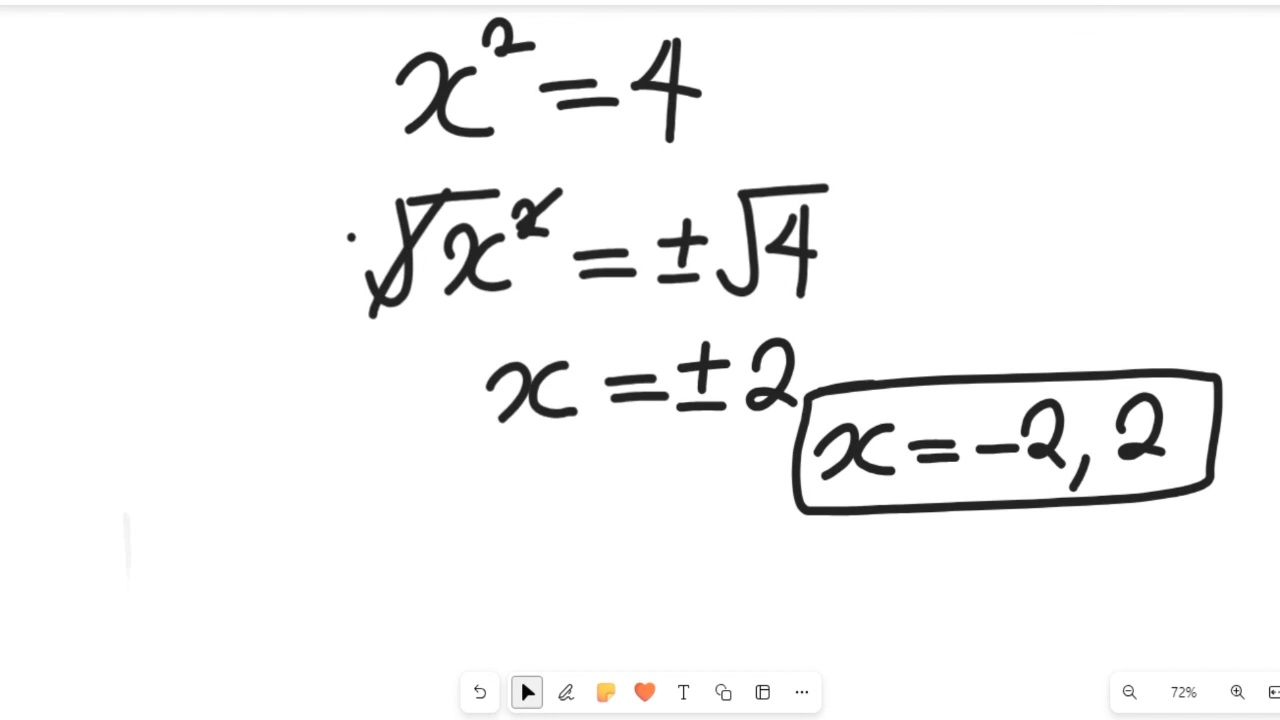 x² = 4
√x² = ±√4
x = ±2
x = -2, 2
T
72%